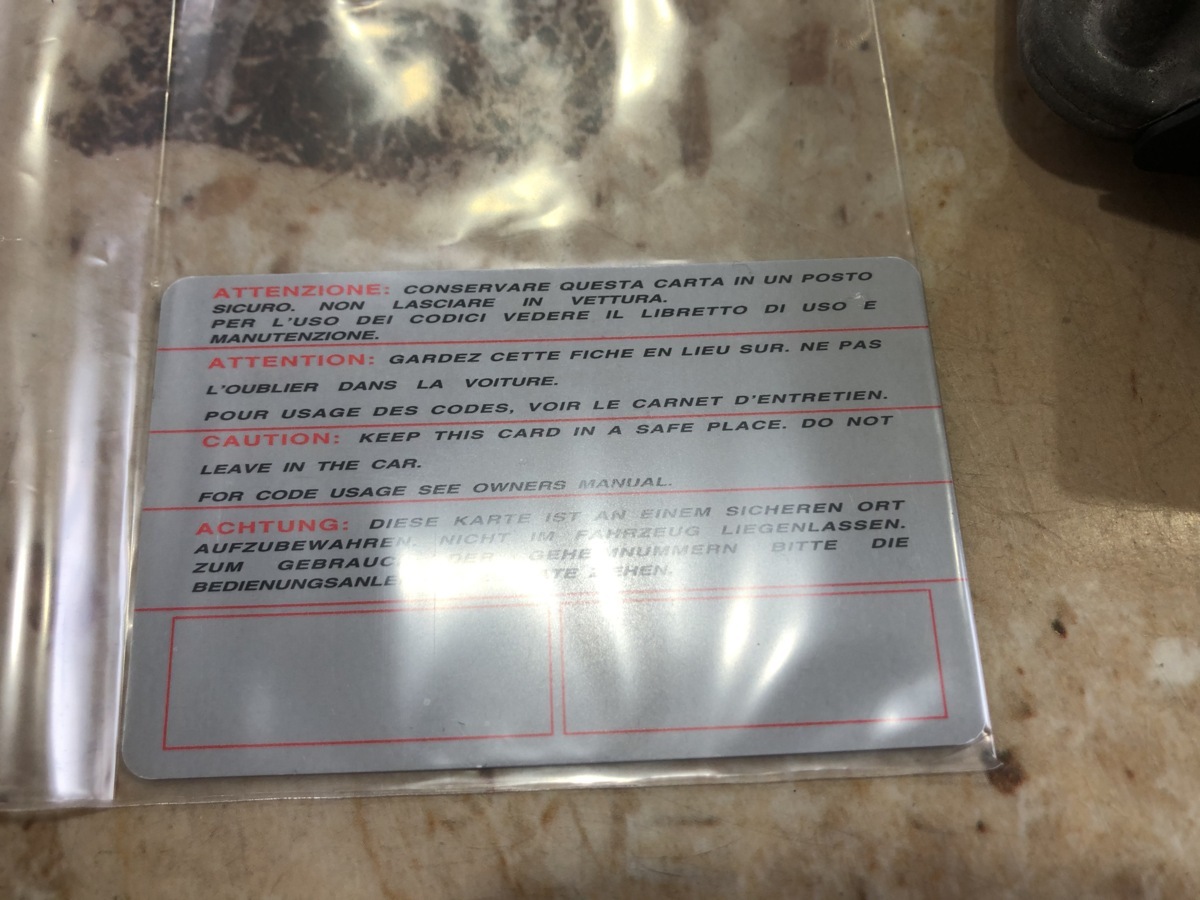 ATTENZIONE: CONSERVARE QUESTA CARTA IN UN POSTO
SICURO. NON LASCIARE IN VETTURA.
PER L'USO DEI CODICI VEDERE IL LIBRETTO DI USO E
MANUTENZIONE.
ATTENTION: GARDEZ CETTE FICHE EN LIEU SUR. NE PAS
L'OUBLIER DANS LA VOITURE.
POUR USAGE DES CODES, VOIR LE CARNET D'ENTRETIEN.
CAUTION: KEEP THIS CARD IN A SAFE PLACE. DO NOT
LEAVE IN THE CAR.
FOR CODE USAGE SEE OWNERS MANUAL.
ACHTUNG: DIESE KARTE IST AN EINEM SICHEREN ORT
AUFZUBEWAHREN. NICHT IM FAHRZEUG LIEGENLASSEN.
ZUM GEBRAUCH DER GEHEIMNUMMERN BITTE DIE